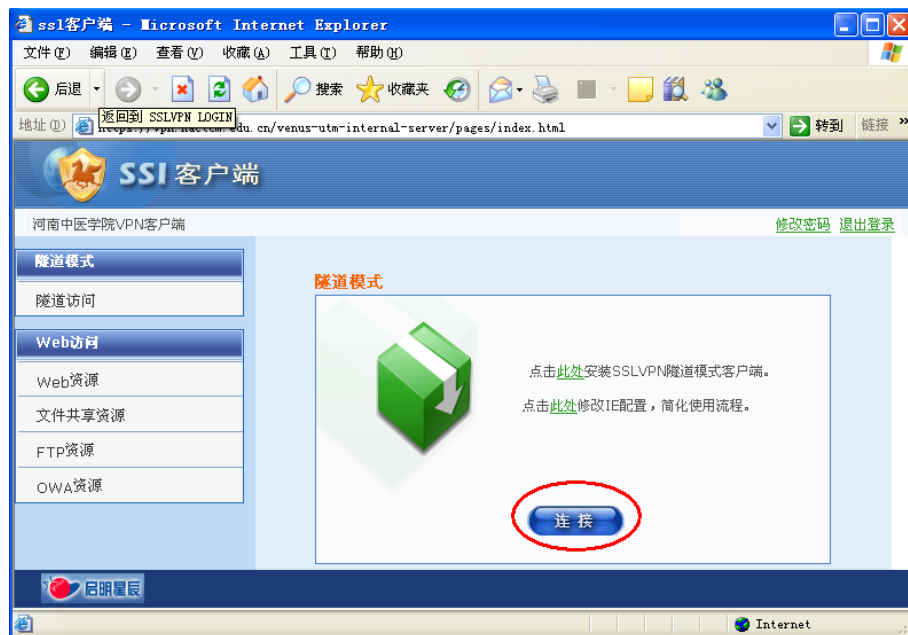 ssl客户端 - Microsoft Internet Explorer
文件(F) 编辑(E) 查看(V) 收藏(A) 工具(T) 帮助(H)
后退 搜索 收藏夹
返回到 SSLVPN LOGIN
地址(D) edu.cn/venus-utm-internal-server/pages/index.html 转到 链接 »
SSl 客户端
河南中医学院VPN客户端 修改密码 退出登录
隧道模式
隧道访问
Web访问
Web资源
文件共享资源
FTP资源
OWA资源
隧道模式
点击此处安装SSLVPN隧道模式客户端。
点击此处修改IE配置，简化使用流程。
连 接
启明星辰
Internet